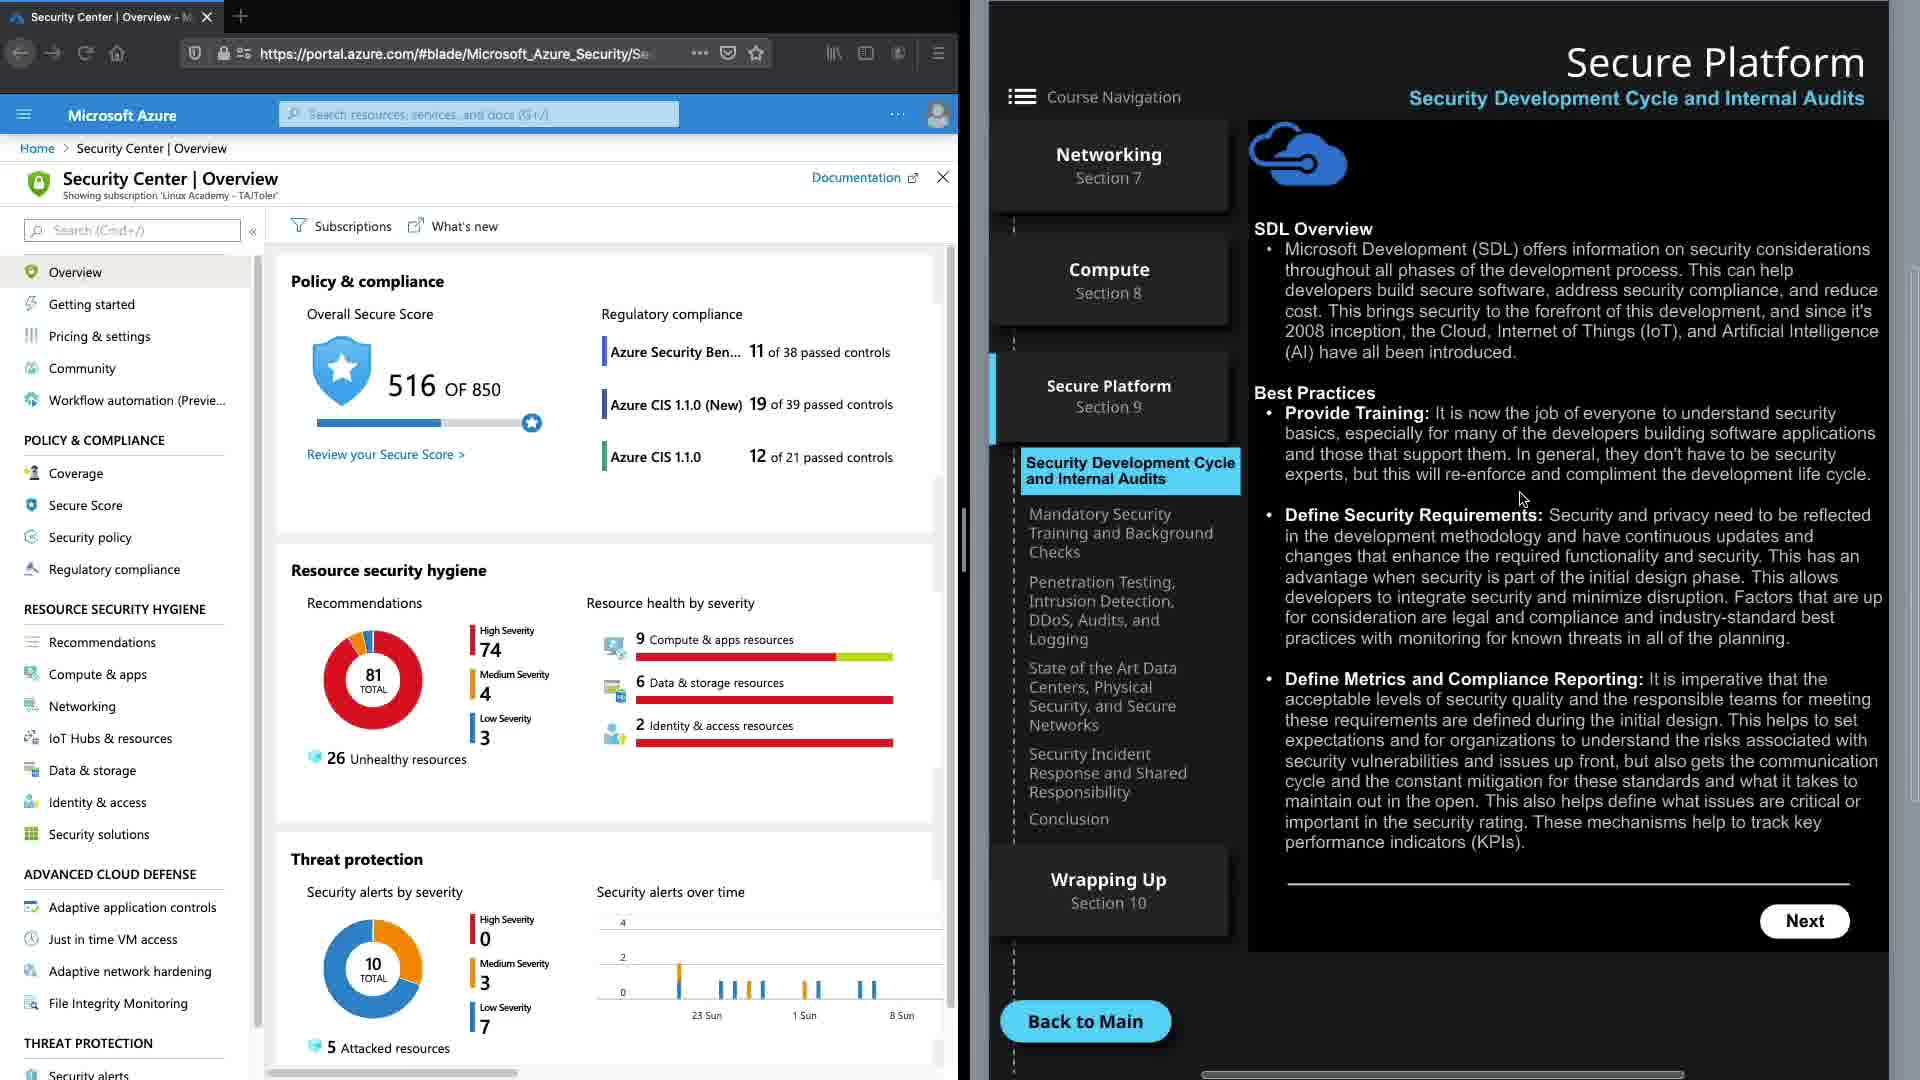 Security Center | Overview - M
https://portal.azure.com/#blade/Microsoft_Azure_Security/Se
Microsoft Azure
Search resources, services, and docs (G+/)
Home > Security Center | Overview
Security Center | Overview
Showing subscription 'Linux Academy - TA/Toler'
Documentation
Search (Cmd+/)
Overview
Getting started
Pricing & settings
Community
Workflow automation (Previe...
POLICY & COMPLIANCE
Coverage
Secure Score
Security policy
Regulatory compliance
RESOURCE SECURITY HYGIENE
Recommendations
Compute & apps
Networking
IoT Hubs & resources
Data & storage
Identity & access
Security solutions
ADVANCED CLOUD DEFENSE
Adaptive application controls
Just in time VM access
Adaptive network hardening
File Integrity Monitoring
THREAT PROTECTION
Security alerts
Subscriptions
What's new
Policy & compliance
Overall Secure Score
516 OF 850
Review your Secure Score >
Regulatory compliance
Azure Security Ben... 11 of 38 passed controls
Azure CIS 1.1.0 (New) 19 of 39 passed controls
Azure CIS 1.1.0 12 of 21 passed controls
Resource security hygiene
Recommendations
81
TOTAL
High Severity
74
Medium Severity
4
Low Severity
3
26 Unhealthy resources
Resource health by severity
9 Compute & apps resources
6 Data & storage resources
2 Identity & access resources
Threat protection
Security alerts by severity
10
TOTAL
High Severity
0
Medium Severity
3
Low Severity
7
5 Attacked resources
Security alerts over time
4
2
0
23 Sun
1 Sun
8 Sun
Secure Platform
Security Development Cycle and Internal Audits
Course Navigation
Networking
Section 7
Compute
Section 8
Secure Platform
Section 9
Security Development Cycle
and Internal Audits
Mandatory Security
Training and Background
Checks
Penetration Testing,
Intrusion Detection,
DDoS, Audits, and
Logging
State of the Art Data
Centers, Physical
Security, and Secure
Networks
Security Incident
Response and Shared
Responsibility
Conclusion
Wrapping Up
Section 10
Back to Main
SDL Overview
• Microsoft Development (SDL) offers information on security considerations
throughout all phases of the development process. This can help
developers build secure software, address security compliance, and reduce
cost. This brings security to the forefront of this development, and since it's
2008 inception, the Cloud, Internet of Things (IoT), and Artificial Intelligence
(AI) have all been introduced.
Best Practices
• Provide Training: It is now the job of everyone to understand security
basics, especially for many of the developers building software applications
and those that support them. In general, they don't have to be security
experts, but this will re-enforce and compliment the development life cycle.
• Define Security Requirements: Security and privacy need to be reflected
in the development methodology and have continuous updates and
changes that enhance the required functionality and security. This has an
advantage when security is part of the initial design phase. This allows
developers to integrate security and minimize disruption. Factors that are up
for consideration are legal and compliance and industry-standard best
practices with monitoring for known threats in all of the planning.
• Define Metrics and Compliance Reporting: It is imperative that the
acceptable levels of security quality and the responsible teams for meeting
these requirements are defined during the initial design. This helps to set
expectations and for organizations to understand the risks associated with
security vulnerabilities and issues up front, but also gets the communication
cycle and the constant mitigation for these standards and what it takes to
maintain out in the open. This also helps define what issues are critical or
important in the security rating. These mechanisms help to track key
performance indicators (KPIs).
Next